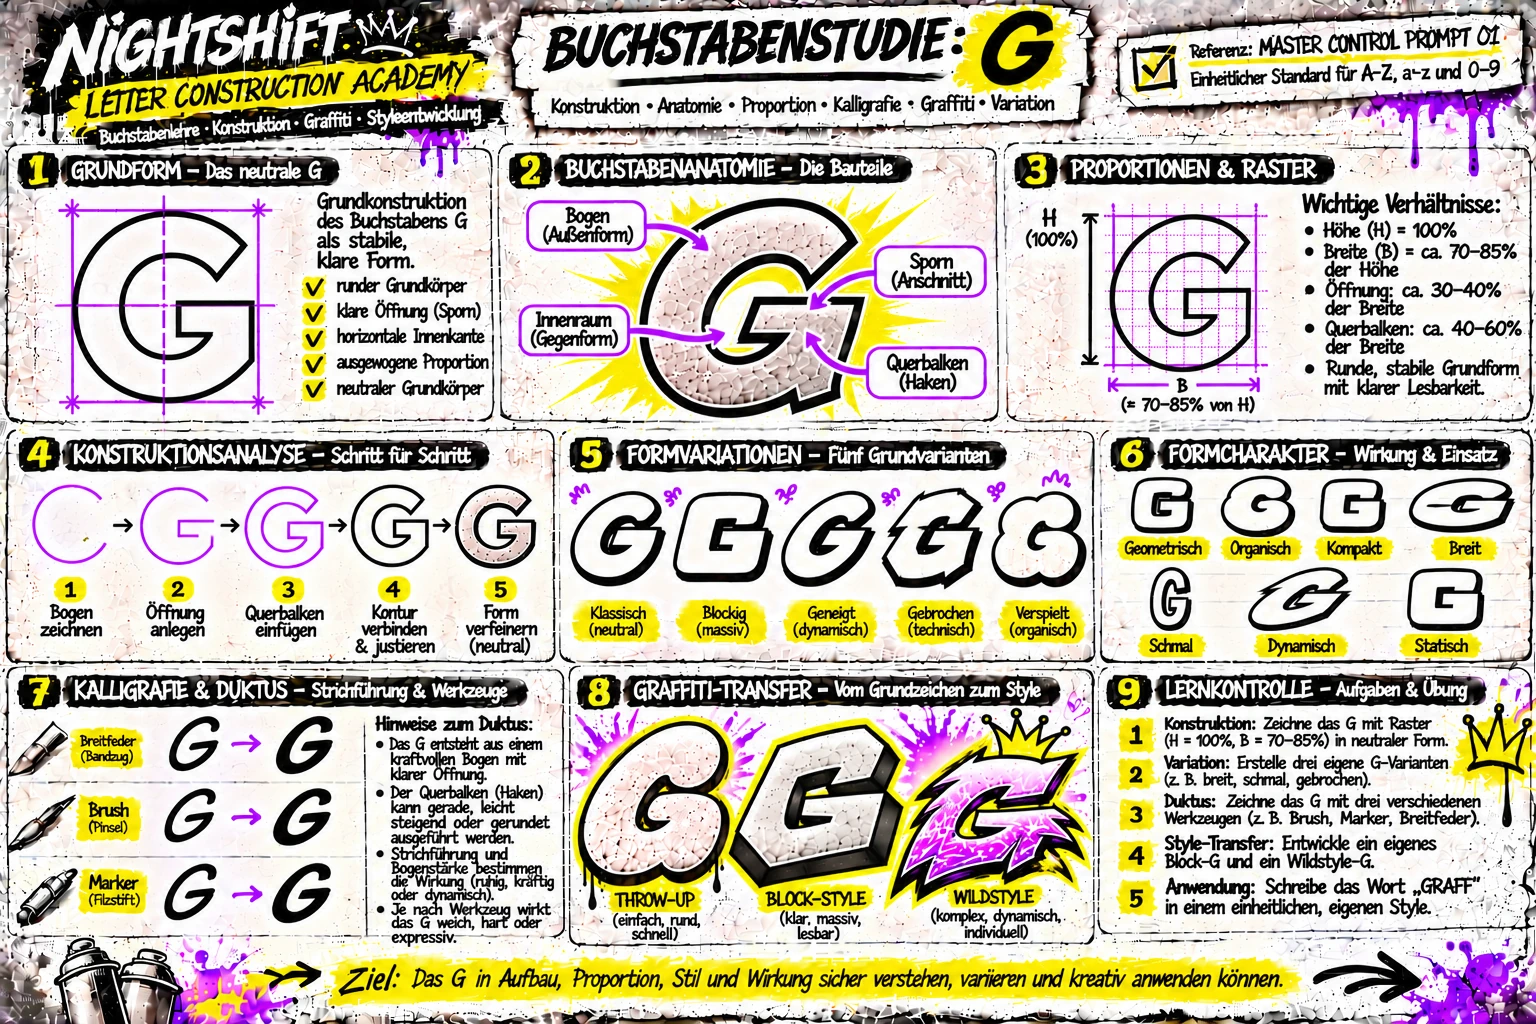 NiGHTSHiFT
LETTER CONSTRUCTION ACADEMY
Buchstabenlehre • Konstruktion • Graffiti • Styleentwicklung
BUCHSTABENSTUDIE: G
Konstruktion • Anatomie • Proportion • Kalligrafie • Graffiti • Variation
Referenz: MASTER CONTROL PROMPT 01
Einheitlicher Standard für A–Z, a–z und 0–9
1 GRUNDFORM – Das neutrale G
G
Grundkonstruktion
des Buchstabens G
als stabile,
klare Form.
runder Grundkörper
klare Öffnung (Sporn)
horizontale Innenkante
ausgewogene Proportion
neutraler Grundkörper
2 BUCHSTABENANATOMIE – Die Bauteile
G
Bogen
(Außenform)
Sporn
(Anschnitt)
Innenraum
(Gegenform)
Querbalken
(Haken)
3 PROPORTIONEN & RASTER
H
(100%)
G
B
(= 70–85% von H)
Wichtige Verhältnisse:
• Höhe (H) = 100%
• Breite (B) = ca. 70–85%
der Höhe
• Öffnung: ca. 30–40%
der Breite
• Querbalken: ca. 40–60%
der Breite
• Runde, stabile Grundform
mit klarer Lesbarkeit.
4 KONSTRUKTIONSANALYSE – Schritt für Schritt
C G G G G
1
Bogen
zeichnen
2
Öffnung
anlegen
3
Querbalken
einfügen
4
Kontur
verbinden
& justieren
5
Form
verfeinern
(neutral)
5 FORMVARIATIONEN – Fünf Grundvarianten
G G G G G
Klassisch
(neutral)
Blockig
(massiv)
Geneigt
(dynamisch)
Gebrochen
(technisch)
Verspielt
(organisch)
6 FORMCHARAKTER – Wirkung & Einsatz
G G G G
Geometrisch Organisch Kompakt Breit
G G G
Schmal Dynamisch Statisch
7 KALLIGRAFIE & DUKTUS – Strichführung & Werkzeuge
Breitfeder
(Bandzug)
G → G
Brush
(Pinsel)
G → G
Marker
(Filzstift)
G → G
Hinweise zum Duktus:
• Das G entsteht aus einem
kraftvollen Bogen mit
klarer Öffnung.
• Der Querbalken (Haken)
kann gerade, leicht
steigend oder gerundet
ausgeführt werden.
• Strichführung und
Bogenstärke bestimmen
die Wirkung (ruhig, kräftig
oder dynamisch).
• Je nach Werkzeug wirkt
das G weich, hart oder
expressiv.
8 GRAFFITI-TRANSFER – Vom Grundzeichen zum Style
G G G
THROW-UP
(einfach, rund,
schnell)
BLOCK-STYLE
(klar, massiv,
lesbar)
WILDSTYLE
(komplex, dynamisch,
individuell)
9 LERNKONTROLLE – Aufgaben & Übung
1 Konstruktion: Zeichne das G mit Raster
(H = 100%, B = 70–85%) in neutraler Form.
2 Variation: Erstelle drei eigene G-Varianten
(z. B. breit, schmal, gebrochen).
3 Duktus: Zeichne das G mit drei verschiedenen
Werkzeugen (z. B. Brush, Marker, Breitfeder).
4 Style-Transfer: Entwickle ein eigenes
Block-G und ein Wildstyle-G.
5 Anwendung: Schreibe das Wort „GRAFF"
in einem einheitlichen, eigenen Style.
Ziel: Das G in Aufbau, Proportion, Stil und Wirkung sicher verstehen, variieren und kreativ anwenden können.